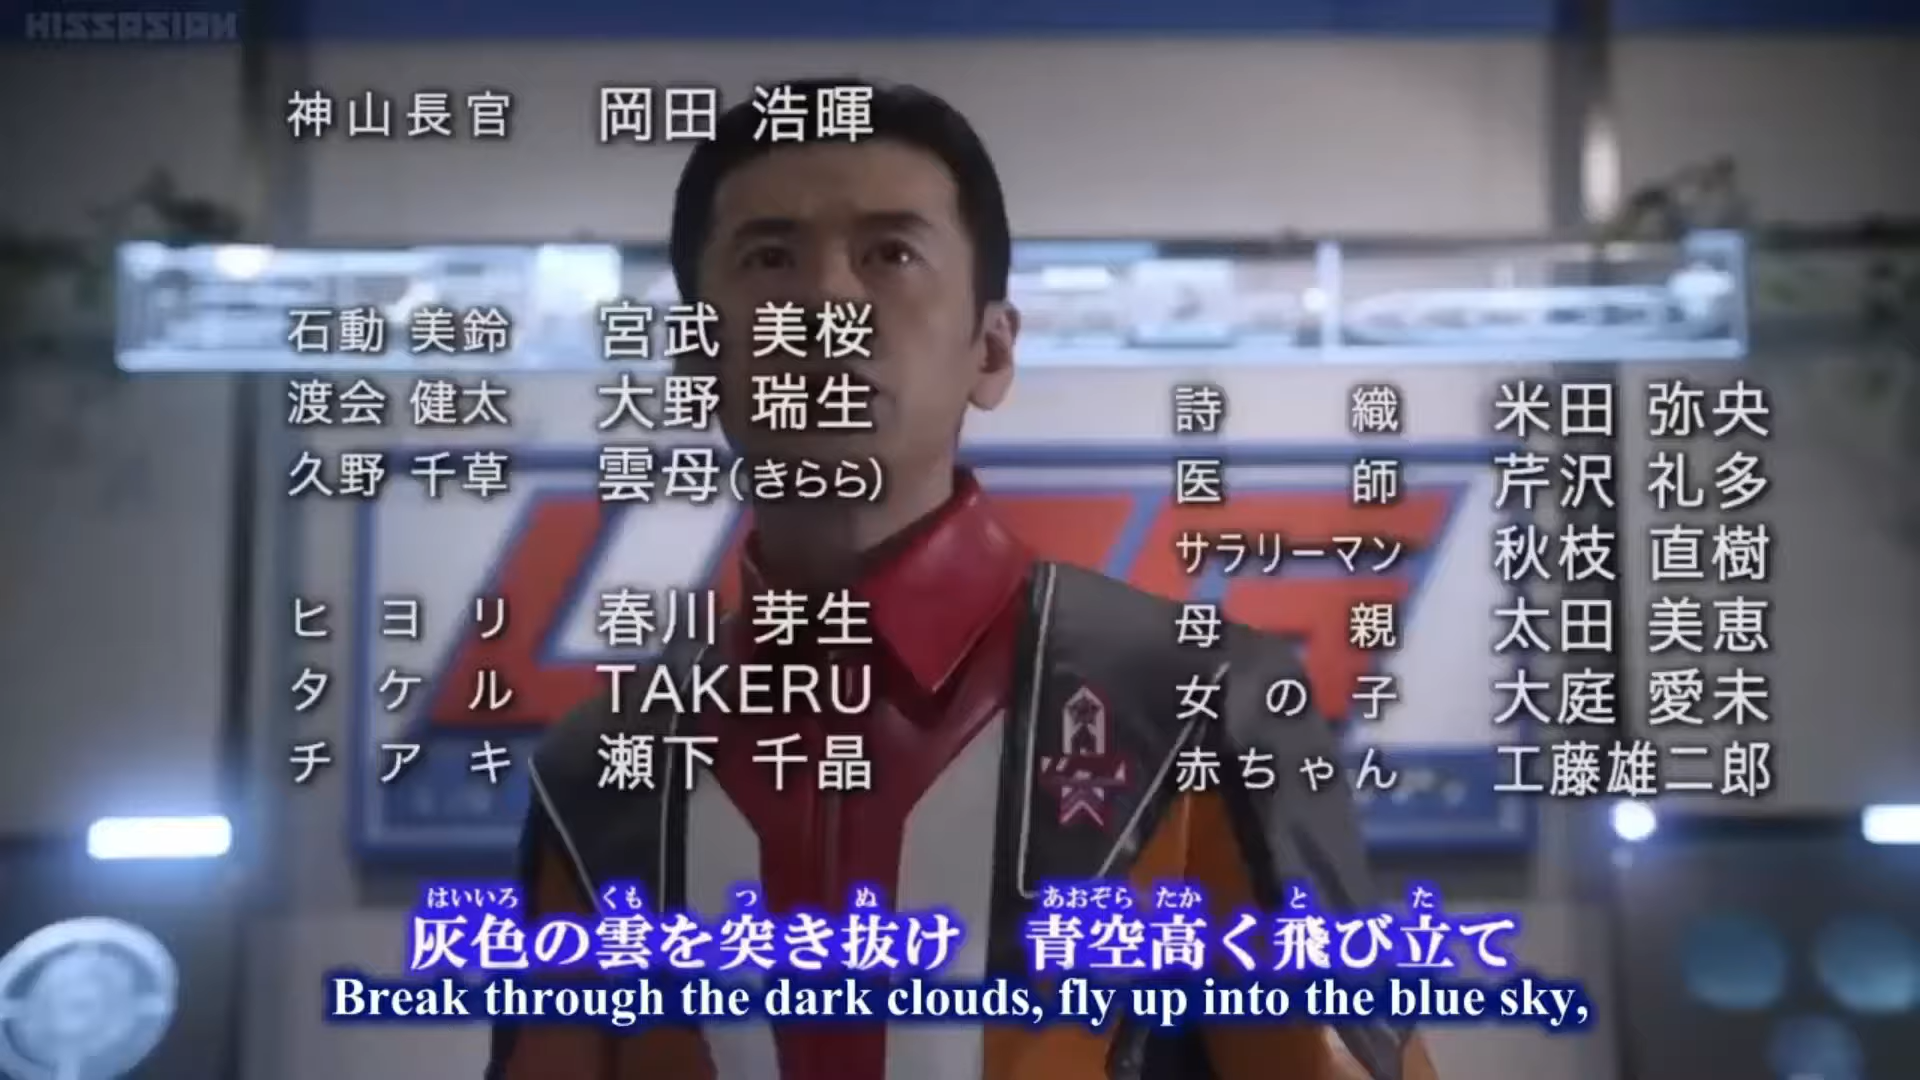 HISSASIAN
神山長官 岡田 浩暉
石動 美鈴 宮武 美桜
渡会 健太 大野 瑞生
久野 千草 雲母(きらら)
ヒヨリ 春川 芽生
タケル TAKERU
チアキ 瀬下 千晶
詩織 米田 弥央
医師 芹沢 礼多
サラリーマン 秋枝 直樹
母親 太田 美恵
女の子 大庭 愛未
赤ちゃん 工藤雄二郎
はいいろ くも つ ぬ あおぞら たか と た
灰色の雲を突き抜け 青空高く飛び立て
Break through the dark clouds, fly up into the blue sky,